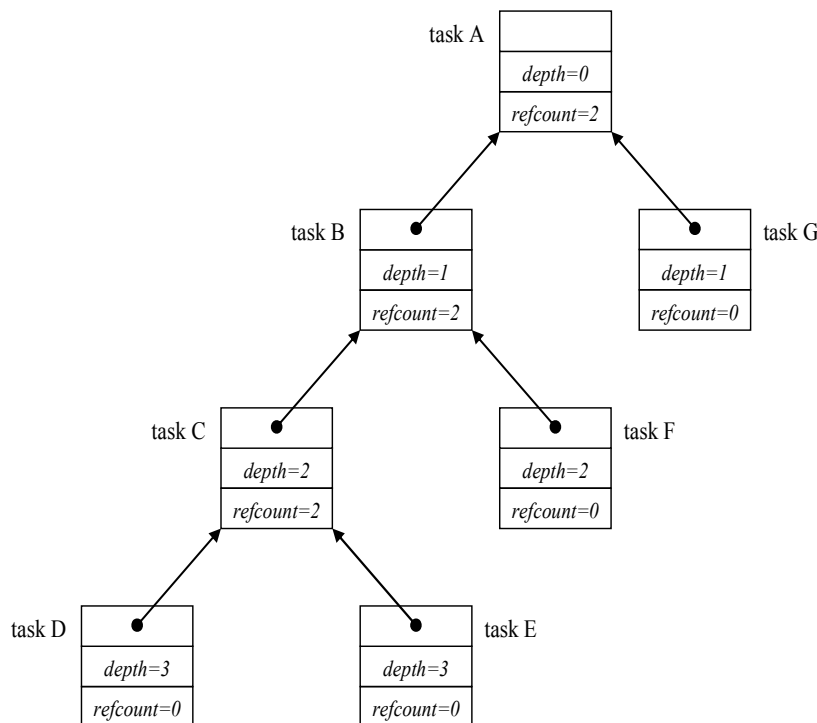 task A
depth=0
refcount=2
task B
depth=1
refcount=2
task G
depth=1
refcount=0
task C
depth=2
refcount=2
task F
depth=2
refcount=0
task D
depth=3
refcount=0
task E
depth=3
refcount=0